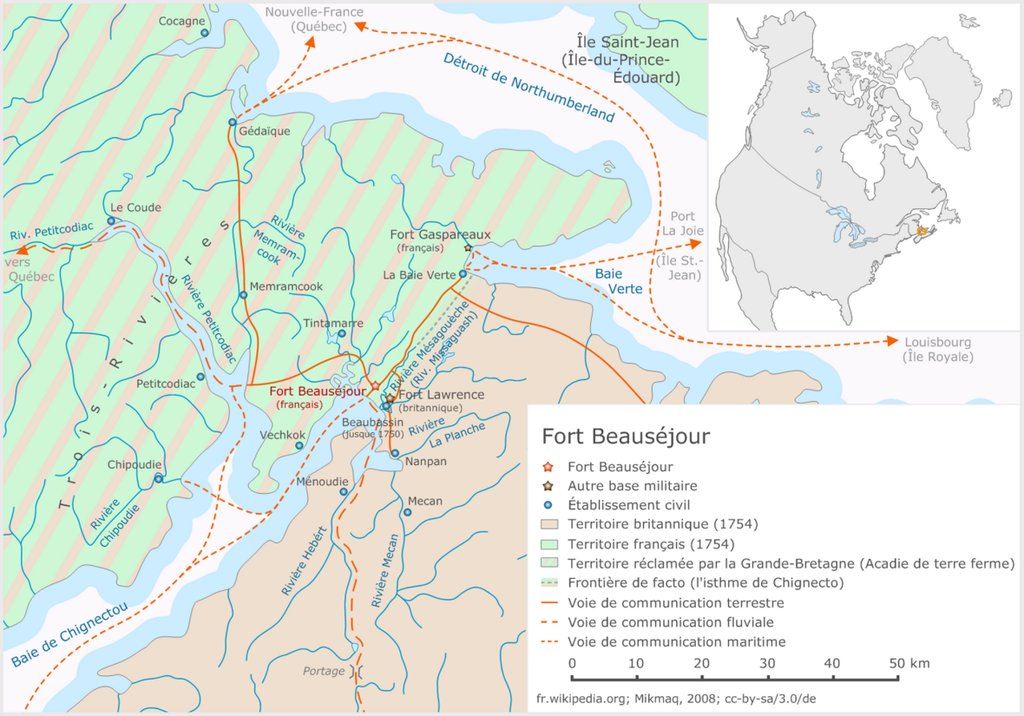 Cocagne
Nouvelle-France
(Québec)
Île Saint-Jean
(Île-du-Prince-
Édouard)
Détroit de Northumberland
Gédaïque
Le Coude
Riv. Petitcodiac
vers
Québec
Trois-Rivières
Rivière
Memram-
cook
Fort Gaspareaux
(français)
Port
La Joie
(Île St.-
Jean)
La Baie Verte
Baie
Verte
Memramcook
Rivière Petitcodiac
Tintamarre
Rivière Mésagouèche
(Riv. Missaguash)
Louisbourg
(Île Royale)
Petitcodiac
Fort Beauséjour
(français)
Fort Lawrence
(britannique)
Beaubassin
(jusque 1750)
Rivière
La Planche
Vechkok
Nanpan
Chipoudie
Ménoudie
Mecan
Rivière
Chipoudie
Rivière Hebért
Rivière Mecan
Baie de Chignectou
Portage
Fort Beauséjour
Fort Beauséjour
Autre base militaire
Établissement civil
Territoire britannique (1754)
Territoire français (1754)
Territoire réclamée par la Grande-Bretagne (Acadie de terre ferme)
Frontière de facto (l'isthme de Chignecto)
Voie de communication terrestre
Voie de communication fluviale
Voie de communication maritime
0 10 20 30 40 50 km
fr.wikipedia.org; Mikmaq, 2008; cc-by-sa/3.0/de